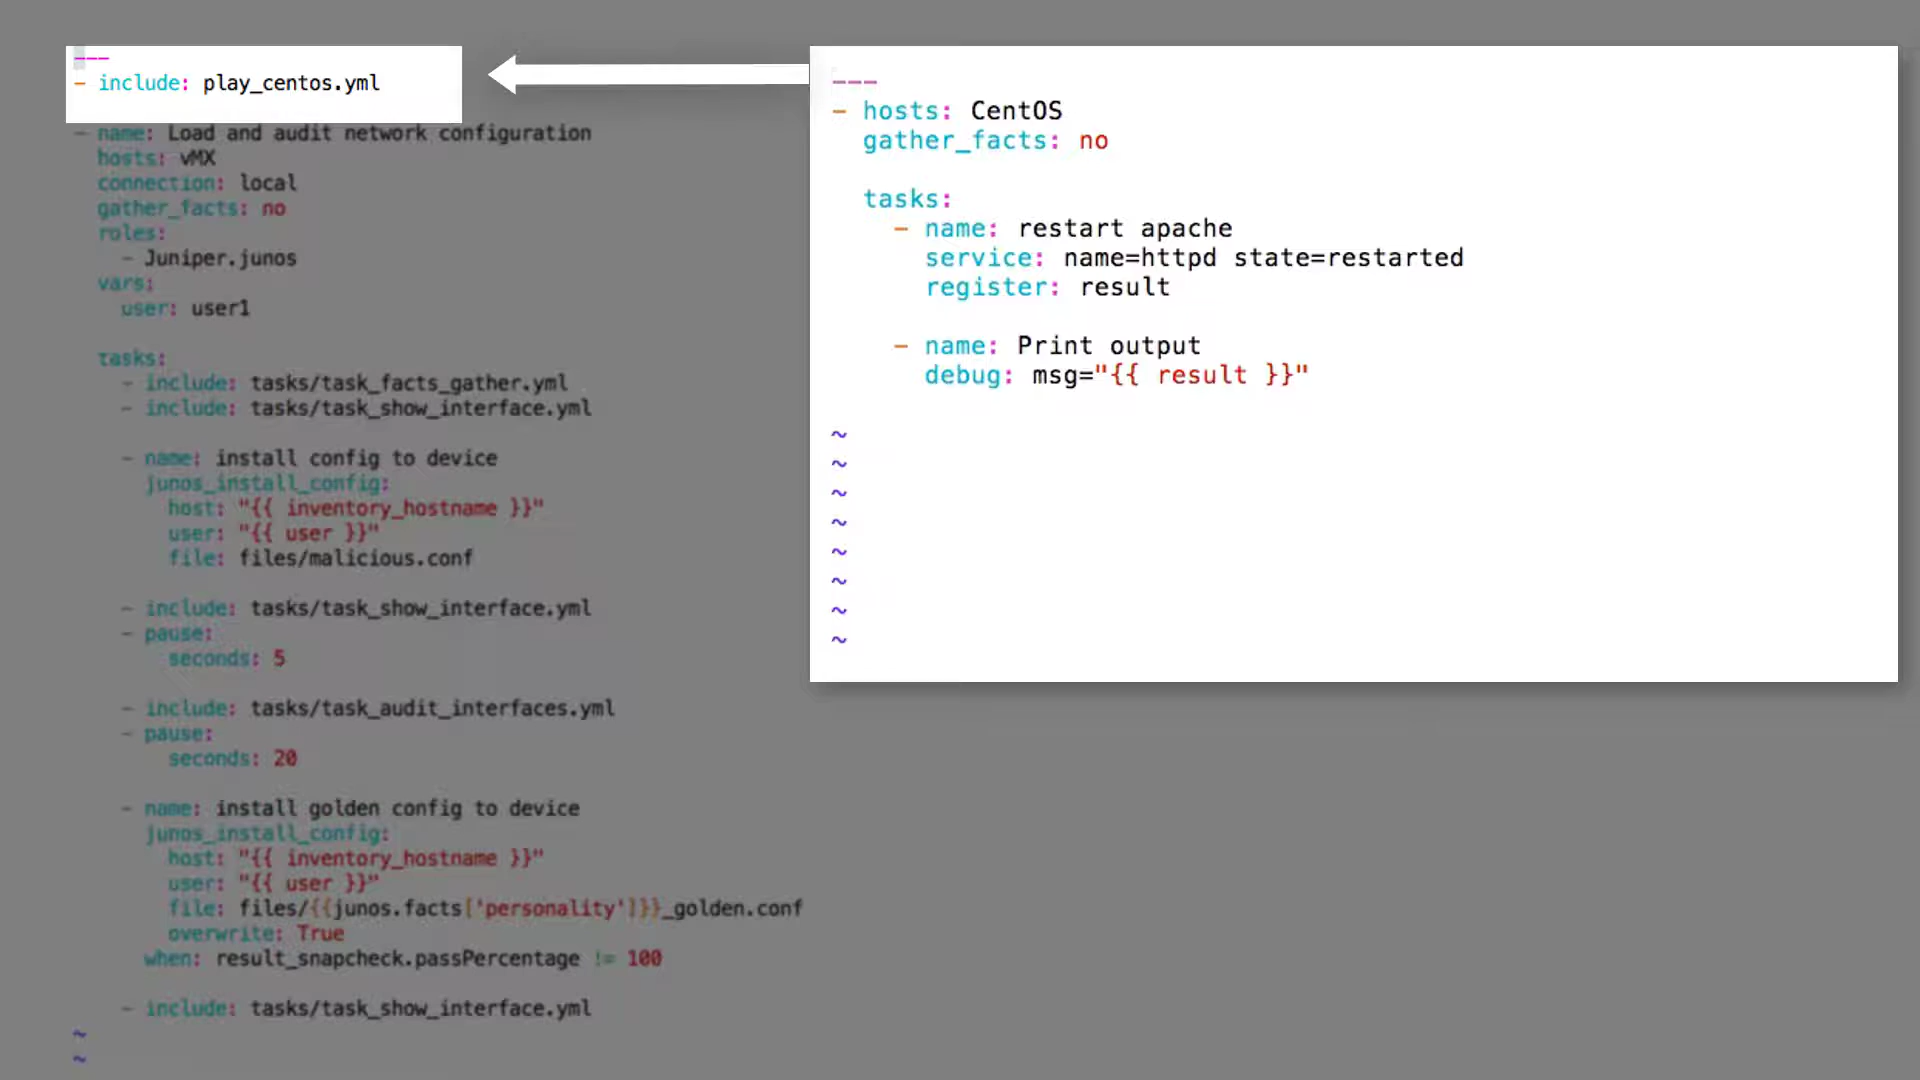 ---
- include: play_centos.yml
- name: Load and audit network configuration
hosts: vMX
connection: local
gather_facts: no
roles:
- Juniper.junos
vars:
user: user1
tasks:
- include: tasks/task_facts_gather.yml
- include: tasks/task_show_interface.yml
- name: install config to device
junos_install_config:
host: "{{ inventory_hostname }}"
user: "{{ user }}"
file: files/malicious.conf
- include: tasks/task_show_interface.yml
- pause:
seconds: 5
- include: tasks/task_audit_interfaces.yml
- pause:
seconds: 20
- name: install golden config to device
junos_install_config:
host: "{{ inventory_hostname }}"
user: "{{ user }}"
file: files/{{junos.facts['personality']}}_golden.conf
overwrite: True
when: result_snapcheck.passPercentage != 100
- include: tasks/task_show_interface.yml
~
~
---
- hosts: CentOS
gather_facts: no
tasks:
- name: restart apache
service: name=httpd state=restarted
register: result
- name: Print output
debug: msg="{{ result }}"
~
~
~
~
~
~
~
~